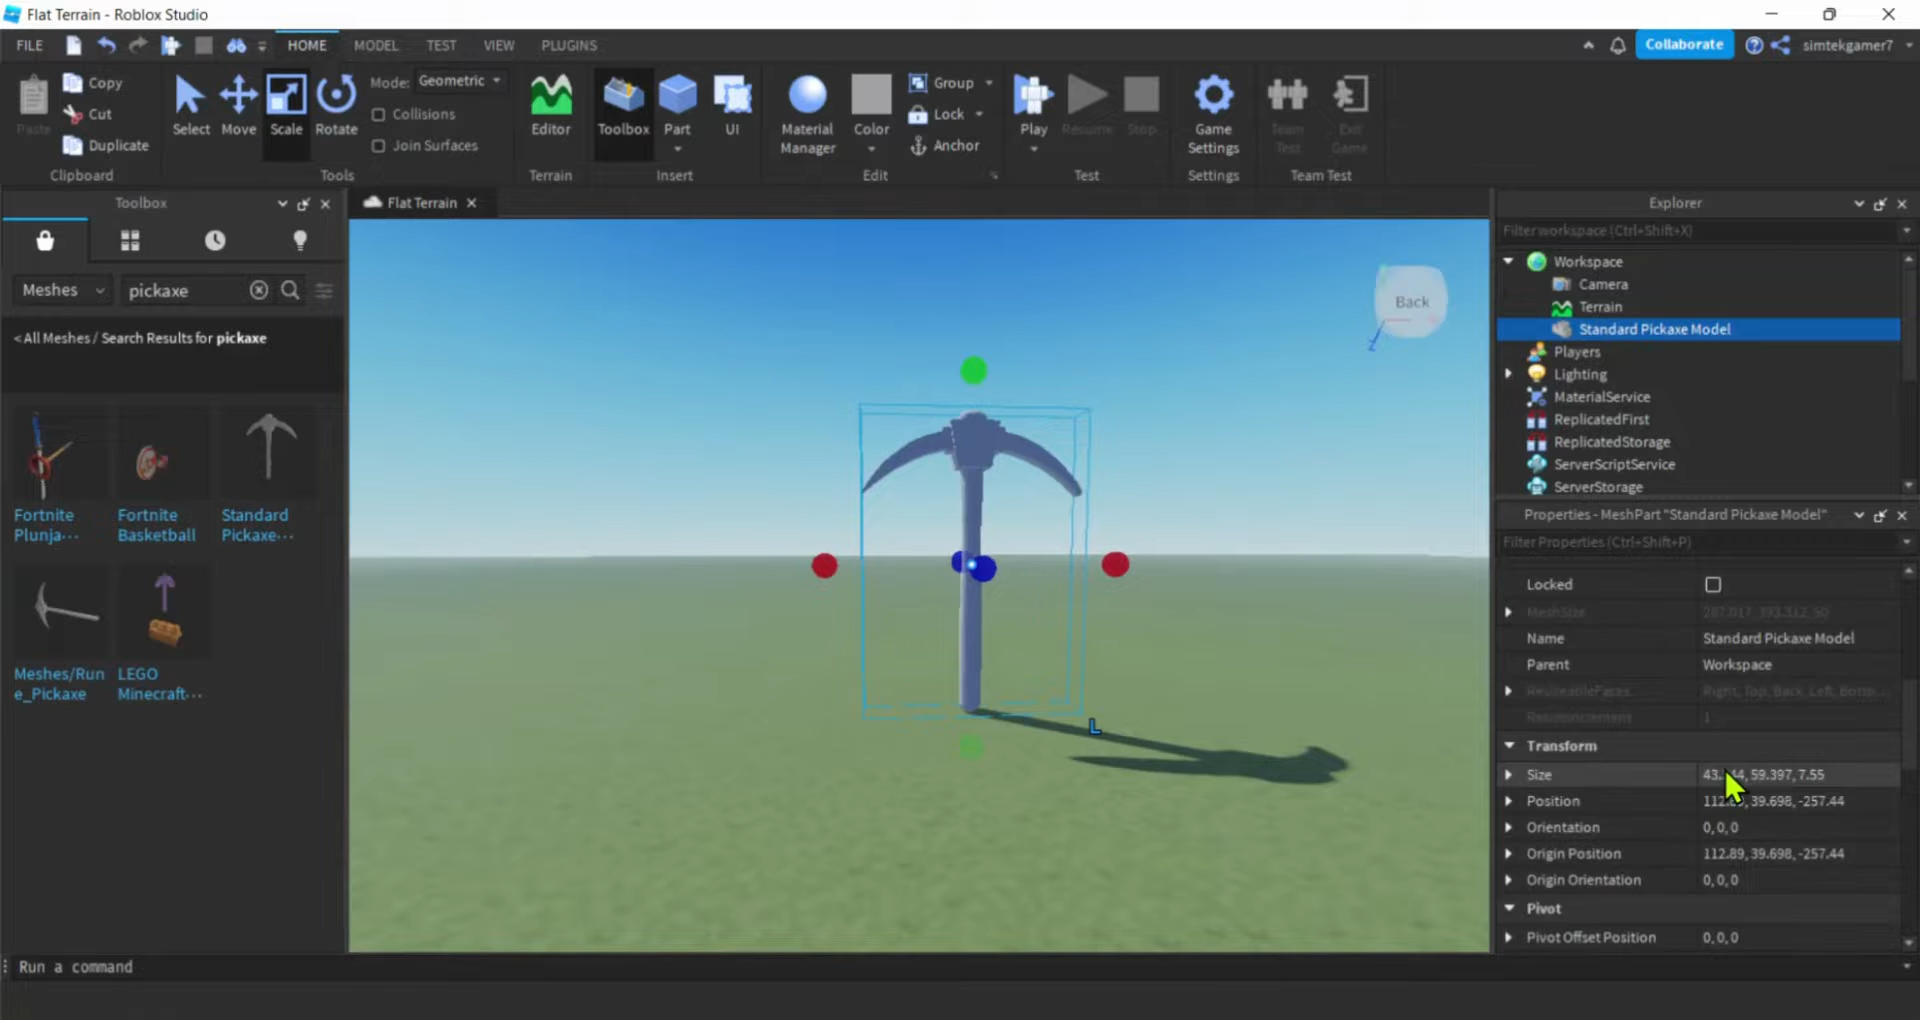 Flat Terrain - Roblox Studio
FILE HOME MODEL TEST VIEW PLUGINS Collaborate simtekgamer7
Copy
Cut
Duplicate
Paste
Clipboard
Select Move Scale Rotate
Mode: Geometric
Collisions
Join Surfaces
Tools
Editor
Terrain
Toolbox Part UI
Insert
Material
Manager
Color
Group
Lock
Anchor
Edit
Play Resume Stop
Test
Game
Settings
Settings
Team
Test
Exit
Game
Team Test
Toolbox
Meshes pickaxe
<All Meshes / Search Results for pickaxe
Fortnite
Plunja···
Fortnite
Basketball
Standard
Pickaxe···
Meshes/Run
e_Pickaxe
LEGO
Minecraft···
Flat Terrain
Back
Z
L
Explorer
Filter workspace (Ctrl+Shift+X)
Workspace
Camera
Terrain
Standard Pickaxe Model
Players
Lighting
MaterialService
ReplicatedFirst
ReplicatedStorage
ServerScriptService
ServerStorage
Properties - MeshPart "Standard Pickaxe Model"
Filter Properties (Ctrl+Shift+P)
Locked
MeshSize
Name Standard Pickaxe Model
Parent Workspace
Right, Top, Back, Left, Botto...
1
Transform
Size 59.397, 7.55
Position 39.698, -257.44
Orientation 0, 0, 0
Origin Position 112.89, 39.698, -257.44
Origin Orientation 0, 0, 0
Pivot
Pivot Offset Position 0, 0, 0
Run a command